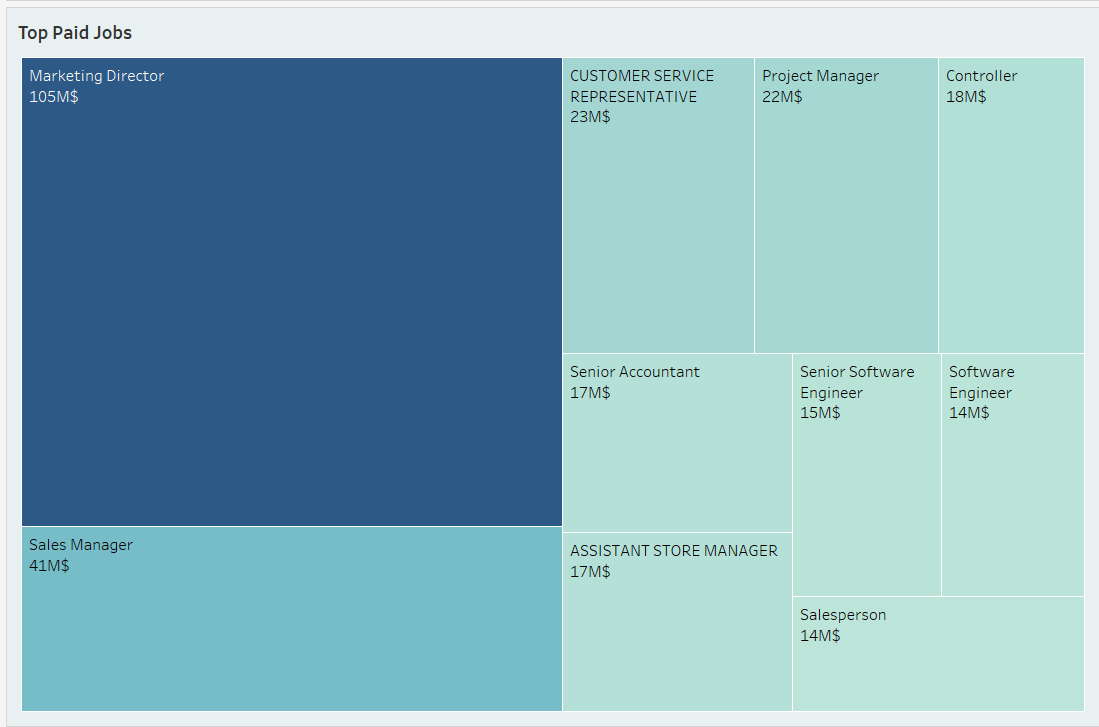 Top Paid Jobs
Marketing Director
105M$
Sales Manager
41M$
CUSTOMER SERVICE
REPRESENTATIVE
23M$
Project Manager
22M$
Controller
18M$
Senior Accountant
17M$
ASSISTANT STORE MANAGER
17M$
Senior Software
Engineer
15M$
Software
Engineer
14M$
Salesperson
14M$